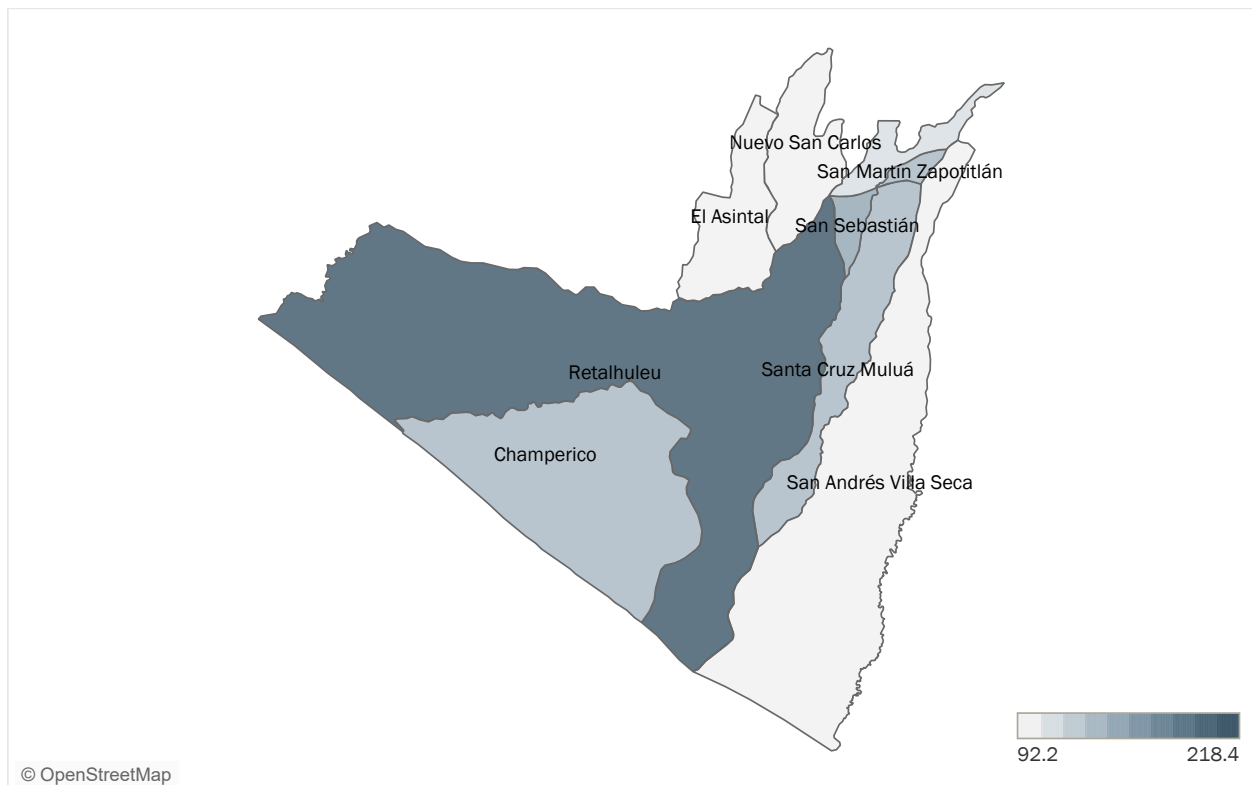 Nuevo San Carlos
San Martín Zapotitlán
El Asintal
San Sebastián
Retalhuleu
Santa Cruz Muluá
Champerico
San Andrés Villa Seca
92.2
218.4
© OpenStreetMap